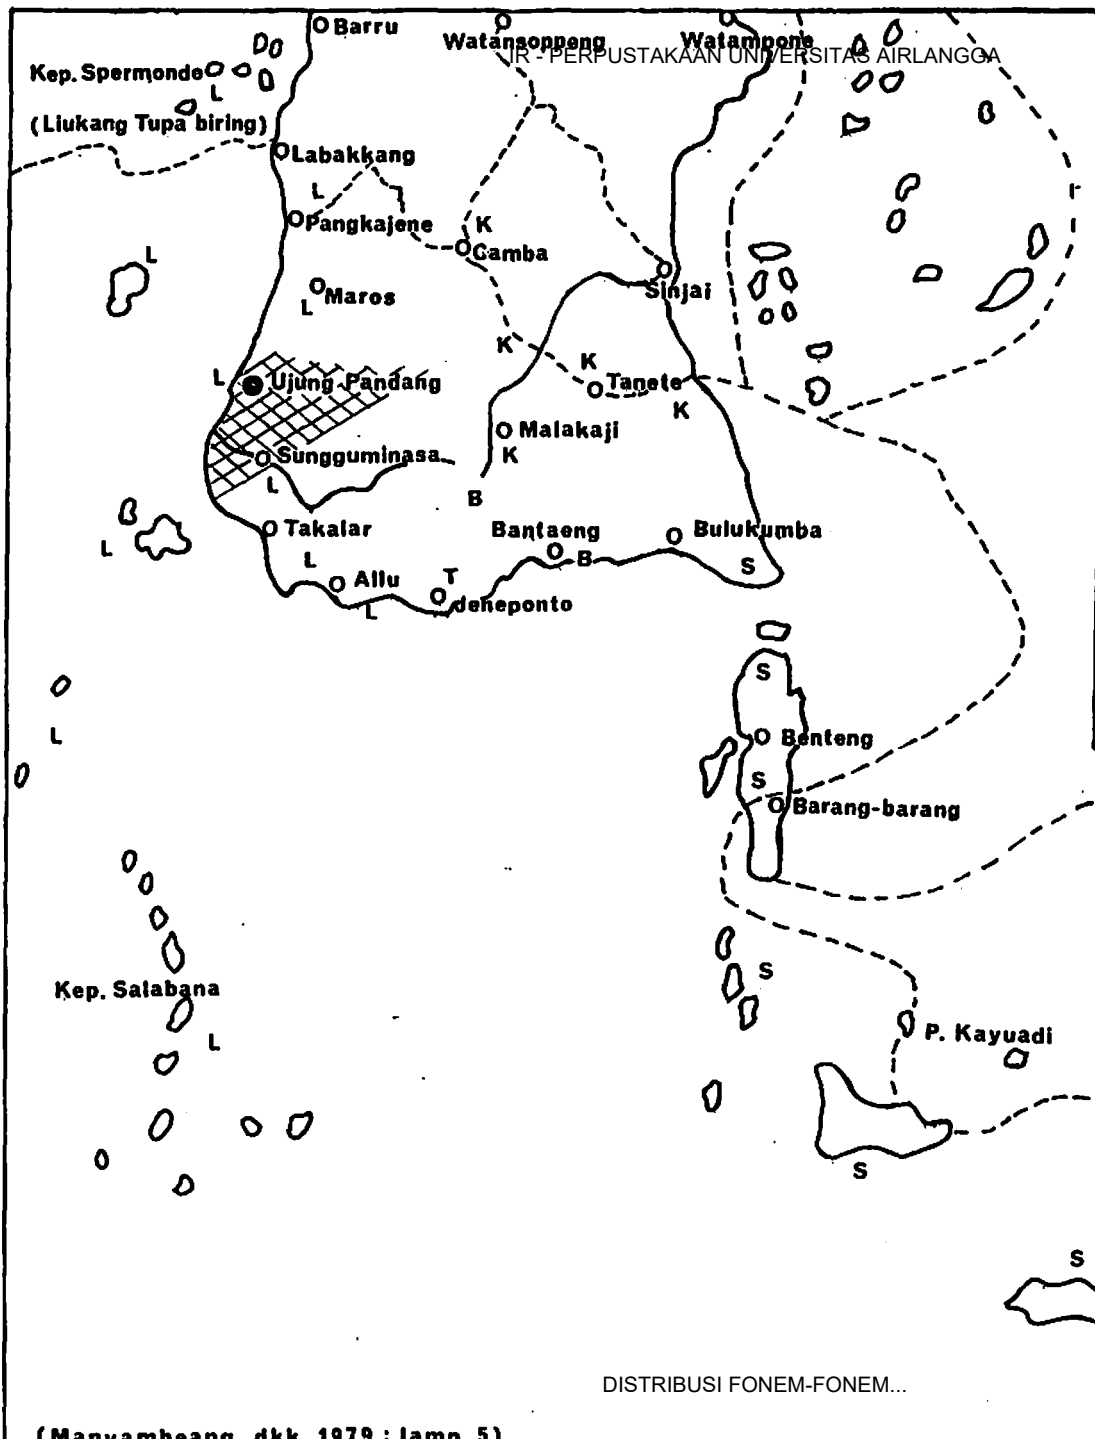 Barru
Watansoppeng
Watampone
IR - PERPUSTAKAAN UNIVERSITAS AIRLANGGA
Kep. Spermonde
L
(Liukang Tupa biring)
Labakkang
L
Pangkajene
K
Camba
L
Sinjai
Maros
L
K
K
L
Ujung Pandang
Tanete
K
Malakaji
K
Sungguminasa
L
B
Takalar
Bantaeng
Bulukumba
L
L
B
S
Allu
T
L
Jeneponto
S
L
Benteng
S
Barang-barang
S
Kep. Salabana
L
P. Kayuadi
S
S
DISTRIBUSI FONEM-FONEM...
(Manyambeang, dkk, 1979 : lamp. 5)